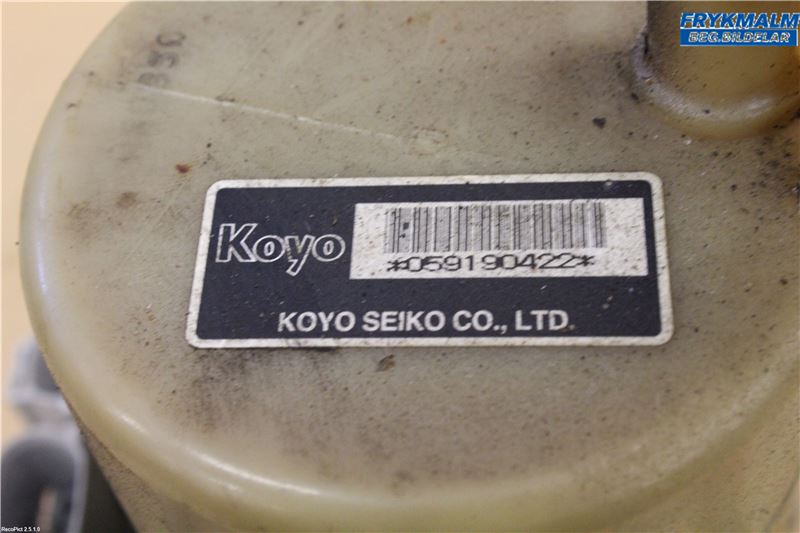 FRYKMALM
BEG.BILDELAR
Koyo
*059190422*
KOYO SEIKO CO., LTD.
RecoPict 2.5.1.0